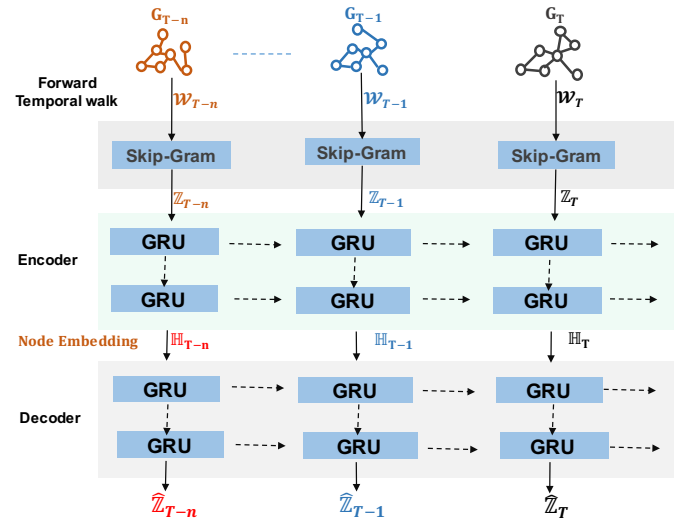 G_{T-n} G_{T-1} G_T
Forward
Temporal walk
𝒲_{T-n} 𝒲_{T-1} 𝒲_T
Skip-Gram Skip-Gram Skip-Gram
ℤ_{T-n} ℤ_{T-1} ℤ_T
GRU GRU GRU
Encoder
GRU GRU GRU
Node Embedding ℍ_{T-n} ℍ_{T-1} ℍ_T
GRU GRU GRU
Decoder
GRU GRU GRU
ℤ̂_{T-n} ℤ̂_{T-1} ℤ̂_T